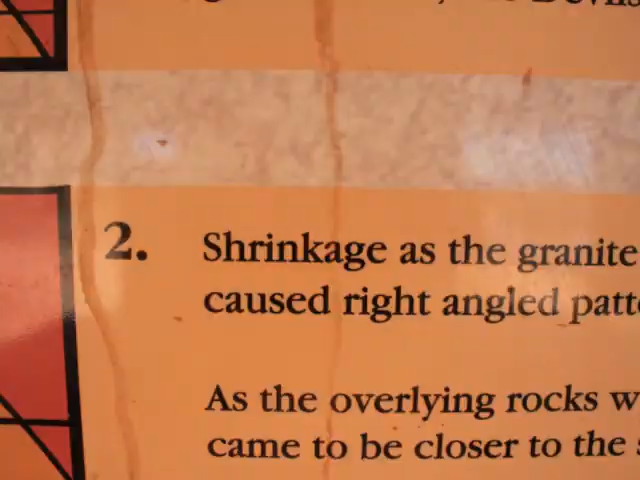 Devils
2. Shrinkage as the granite
caused right angled patt
As the overlying rocks w
came to be closer to the s